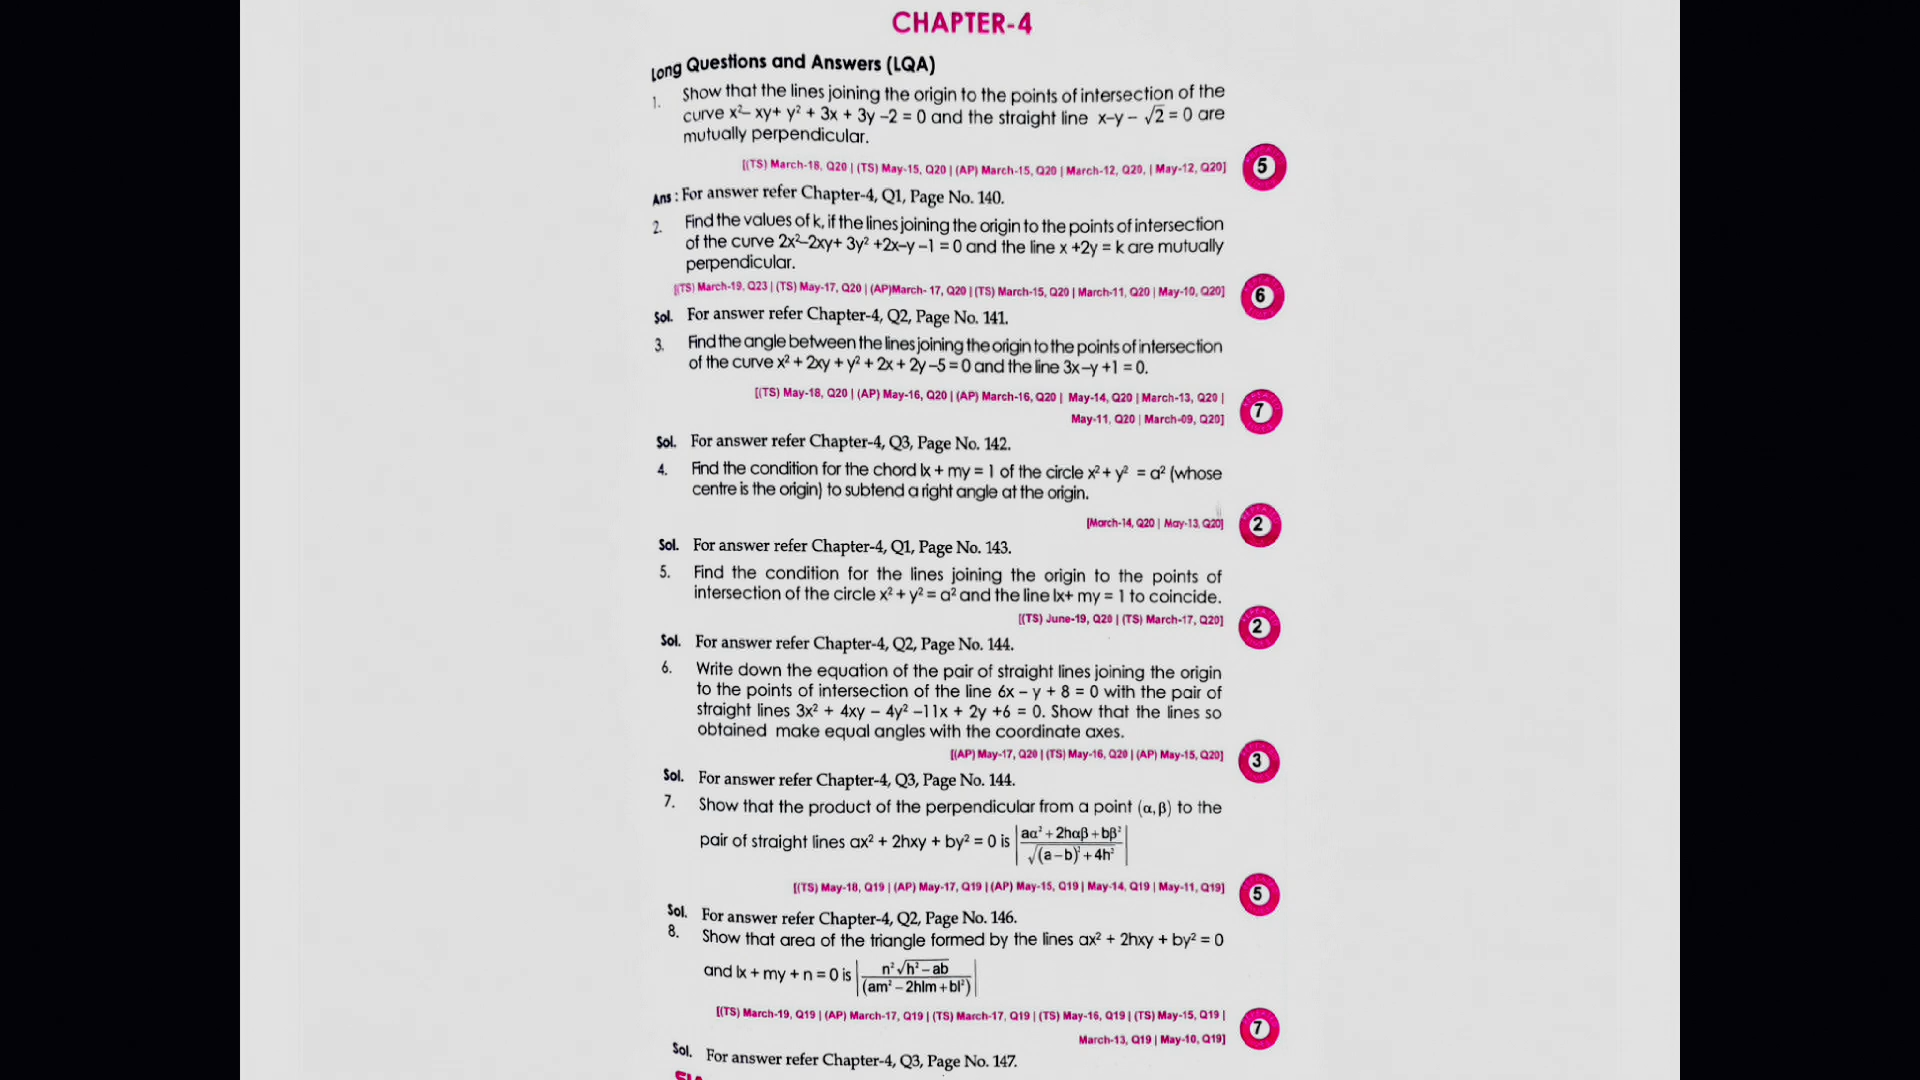 CHAPTER-4
Long Questions and Answers (LQA)
1. Show that the lines joining the origin to the points of intersection of the
curve x²– xy+ y² + 3x + 3y –2 = 0 and the straight line x–y – √2 = 0 are
mutually perpendicular.
[(TS) March-18, Q20 | (TS) May-15, Q20 | (AP) March-15, Q20 | March-12, Q20, | May-12, Q20] 5
Ans : For answer refer Chapter-4, Q1, Page No. 140.
2. Find the values of k, if the lines joining the origin to the points of intersection
of the curve 2x²–2xy+ 3y² +2x–y –1 = 0 and the line x +2y = k are mutually
perpendicular.
[(TS) March-19, Q23 | (TS) May-17, Q20 | (AP)March- 17, Q20 | (TS) March-15, Q20 | March-11, Q20 | May-10, Q20] 6
Sol. For answer refer Chapter-4, Q2, Page No. 141.
3. Find the angle between the lines joining the origin to the points of intersection
of the curve x² + 2xy + y² + 2x + 2y –5 = 0 and the line 3x–y +1 = 0.
[(TS) May-18, Q20 | (AP) May-16, Q20 | (AP) March-16, Q20 | May-14, Q20 | March-13, Q20 |
May-11, Q20 | March-09, Q20] 7
Sol. For answer refer Chapter-4, Q3, Page No. 142.
4. Find the condition for the chord lx + my = 1 of the circle x² + y² = a² (whose
centre is the origin) to subtend a right angle at the origin.
[March-14, Q20 | May-13, Q20] 2
Sol. For answer refer Chapter-4, Q1, Page No. 143.
5. Find the condition for the lines joining the origin to the points of
intersection of the circle x² + y² = a² and the line lx+ my = 1 to coincide.
[(TS) June-19, Q20 | (TS) March-17, Q20] 2
Sol. For answer refer Chapter-4, Q2, Page No. 144.
6. Write down the equation of the pair of straight lines joining the origin
to the points of intersection of the line 6x – y + 8 = 0 with the pair of
straight lines 3x² + 4xy – 4y² –11x + 2y +6 = 0. Show that the lines so
obtained make equal angles with the coordinate axes.
[(AP) May-17, Q20 | (TS) May-16, Q20 | (AP) May-15, Q20] 3
Sol. For answer refer Chapter-4, Q3, Page No. 144.
7. Show that the product of the perpendicular from a point (α,β) to the
pair of straight lines ax² + 2hxy + by² = 0 is |aα² + 2hαβ + bβ² / √(a – b)² + 4h²|
[(TS) May-18, Q19 | (AP) May-17, Q19 | (AP) May-15, Q19 | May-14, Q19 | May-11, Q19] 5
Sol. For answer refer Chapter-4, Q2, Page No. 146.
8. Show that area of the triangle formed by the lines ax² + 2hxy + by² = 0
and lx + my + n = 0 is |n² √h² – ab / (am² – 2hlm + bl²)|
[(TS) March-19, Q19 | (AP) March-17, Q19 | (TS) March-17, Q19 | (TS) May-16, Q19 | (TS) May-15, Q19 |
March-13, Q19 | May-10, Q19] 7
Sol. For answer refer Chapter-4, Q3, Page No. 147.